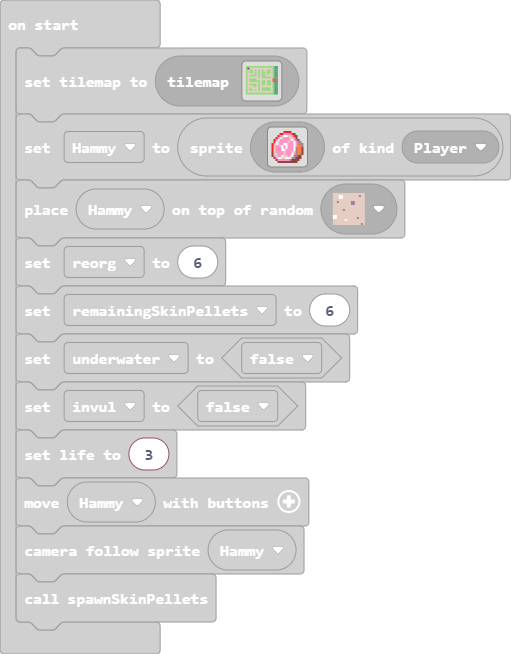 on start
set tilemap to tilemap
set Hammy to sprite of kind Player
place Hammy on top of random
set reorg to 6
set remainingSkinPellets to 6
set underwater to false
set invul to false
set life to 3
move Hammy with buttons
camera follow sprite Hammy
call spawnSkinPellets